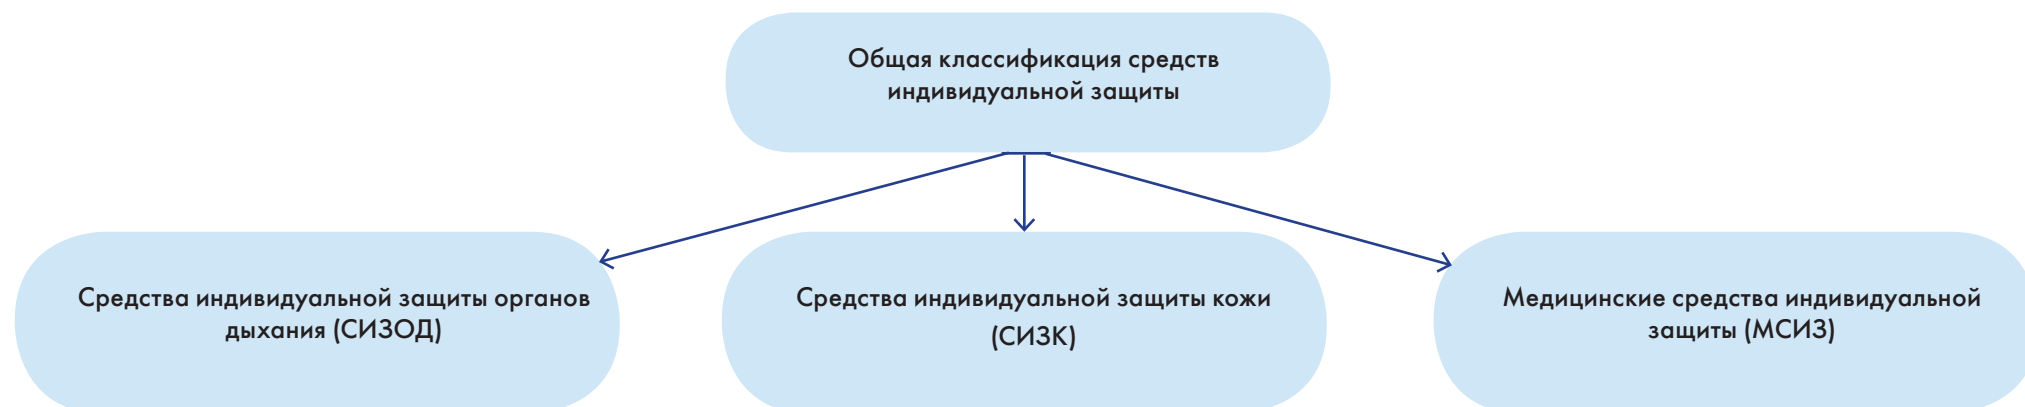 Общая классификация средств
индивидуальной защиты
Средства индивидуальной защиты органов
дыхания (СИЗОД)
Средства индивидуальной защиты кожи
(СИЗК)
Медицинские средства индивидуальной
защиты (МСИЗ)